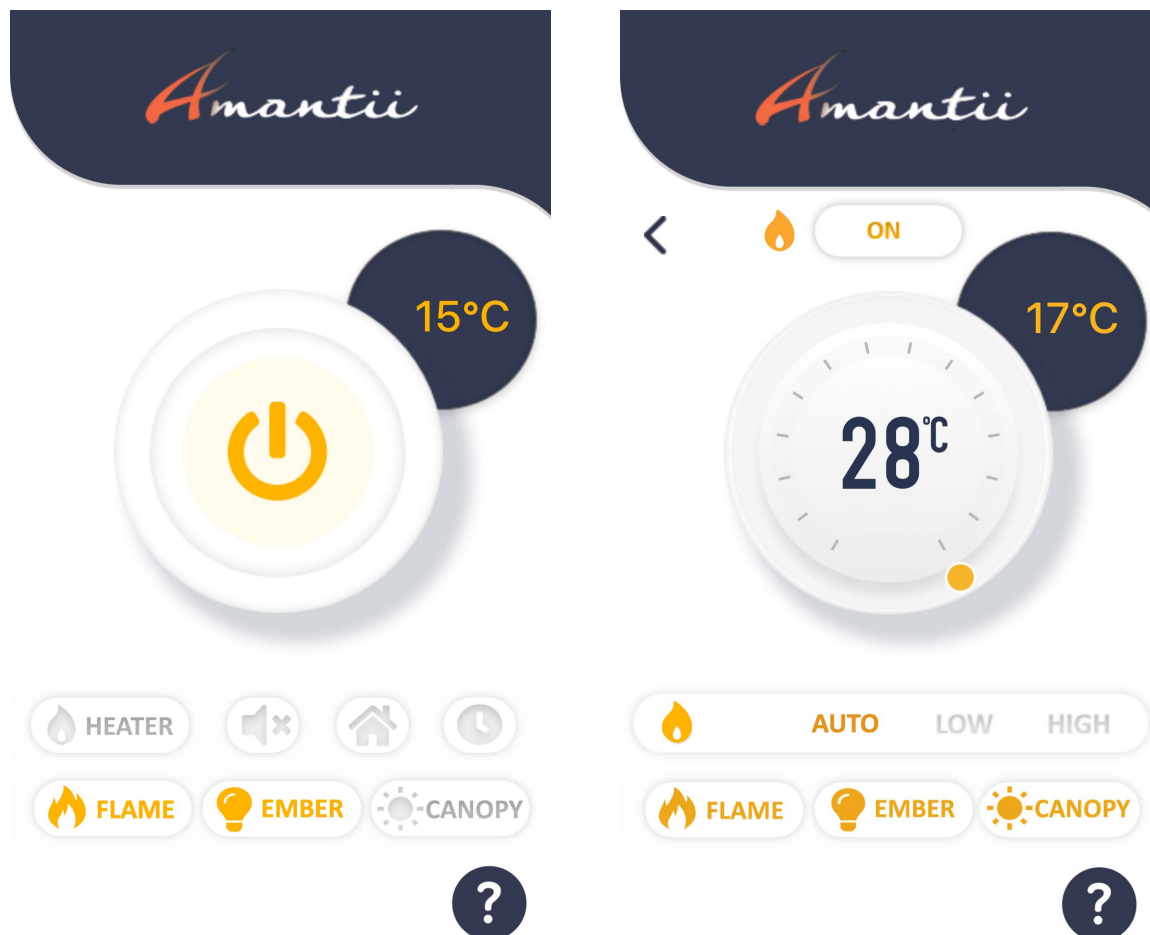 Amantii
15°C
HEATER
FLAME EMBER CANOPY
?
Amantii
ON
17°C
28°C
AUTO LOW HIGH
FLAME EMBER CANOPY
?